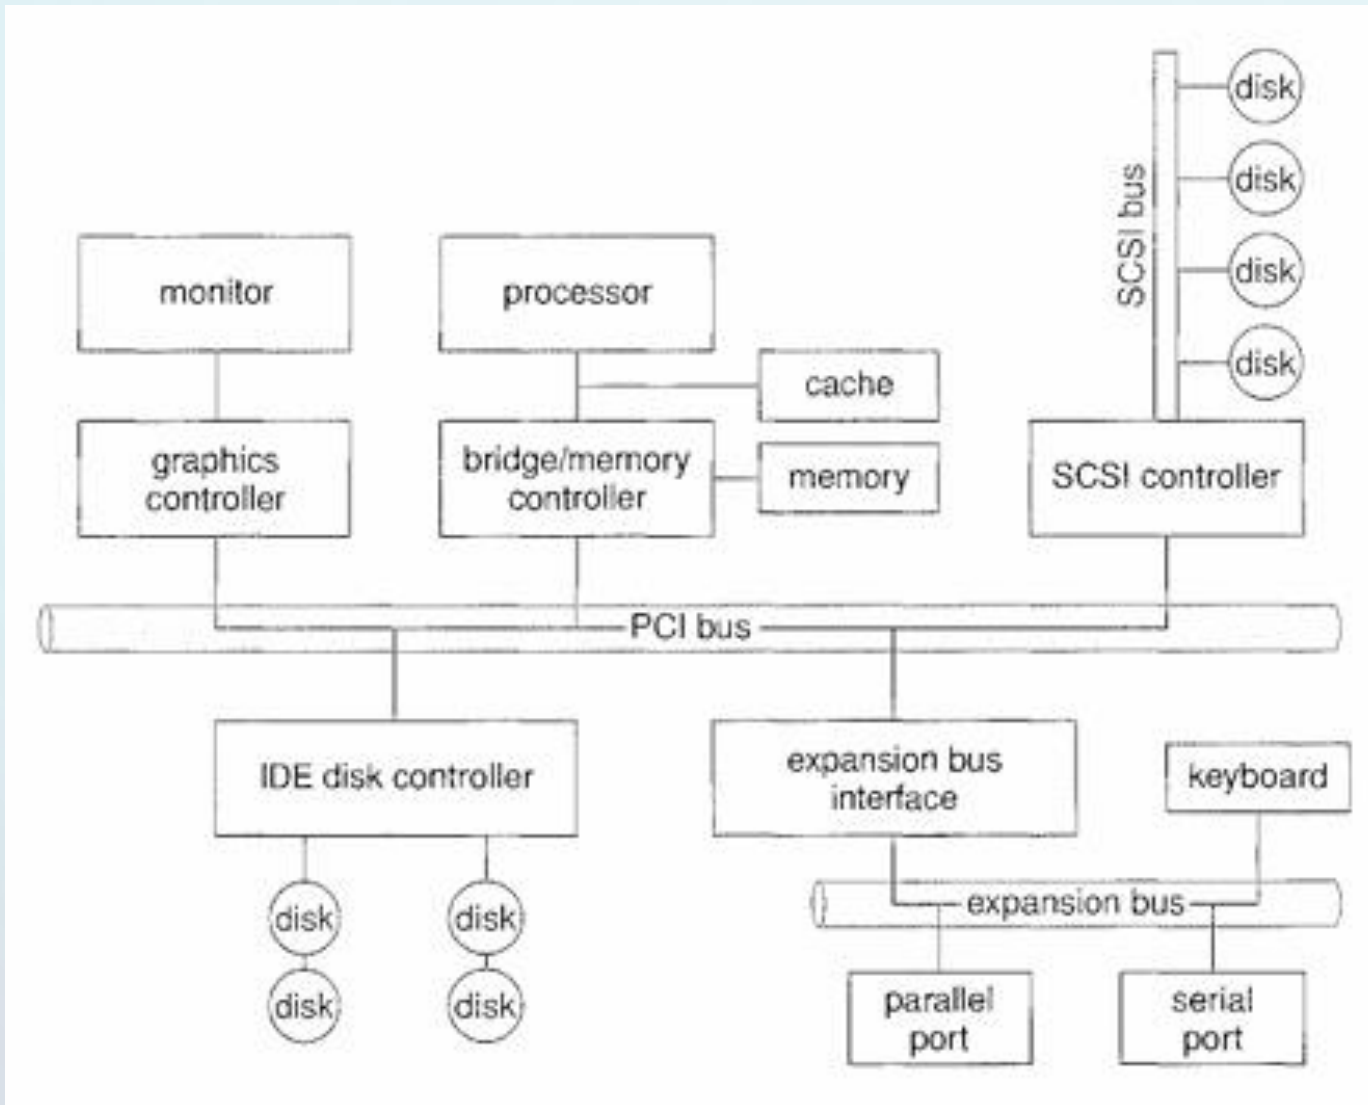 disk
disk
disk
disk
SCSI bus
monitor
processor
cache
graphics
controller
bridge/memory
controller
memory
SCSI controller
PCI bus
IDE disk controller
expansion bus
interface
keyboard
disk
disk
disk
disk
expansion bus
parallel
port
serial
port